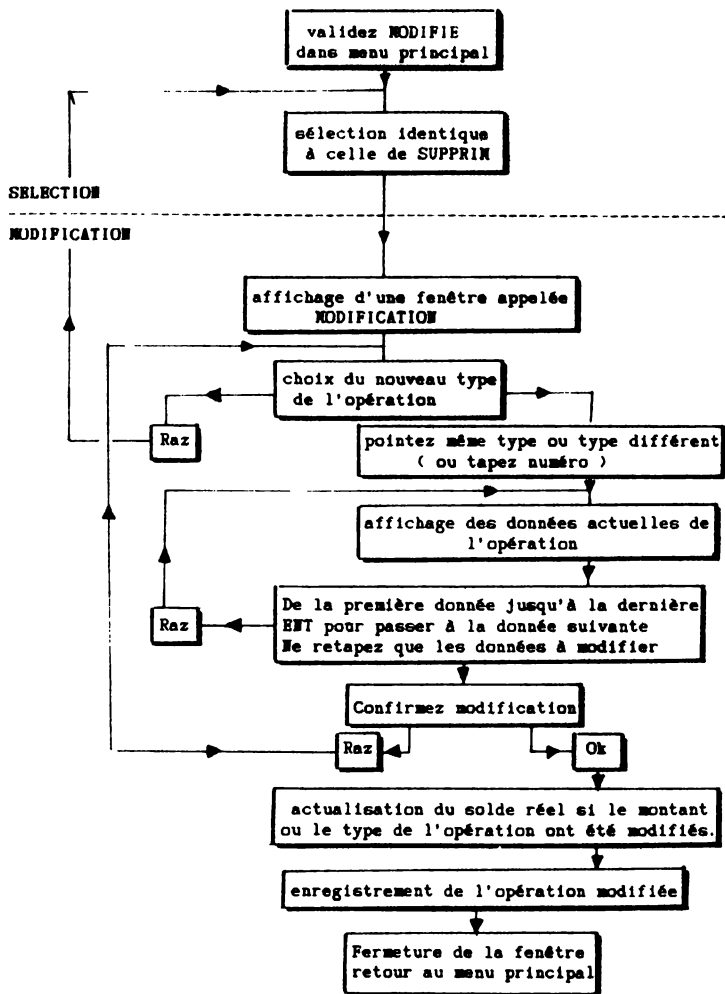 validez MODIFIE
dans menu principal
sélection identique
à celle de SUPPRIM
SELECTION
MODIFICATION
affichage d'une fenêtre appelée
MODIFICATION
choix du nouveau type
de l'opération
Raz
pointez même type ou type différent
( ou tapez numéro )
affichage des données actuelles de
l'opération
De la première donnée jusqu'à la dernière
ENT pour passer à la donnée suivante
Ne retapez que les données à modifier
Raz
Confirmez modification
Raz
Ok
actualisation du solde réel si le montant
ou le type de l'opération ont été modifiés.
enregistrement de l'opération modifiée
Fermeture de la fenêtre
retour au menu principal